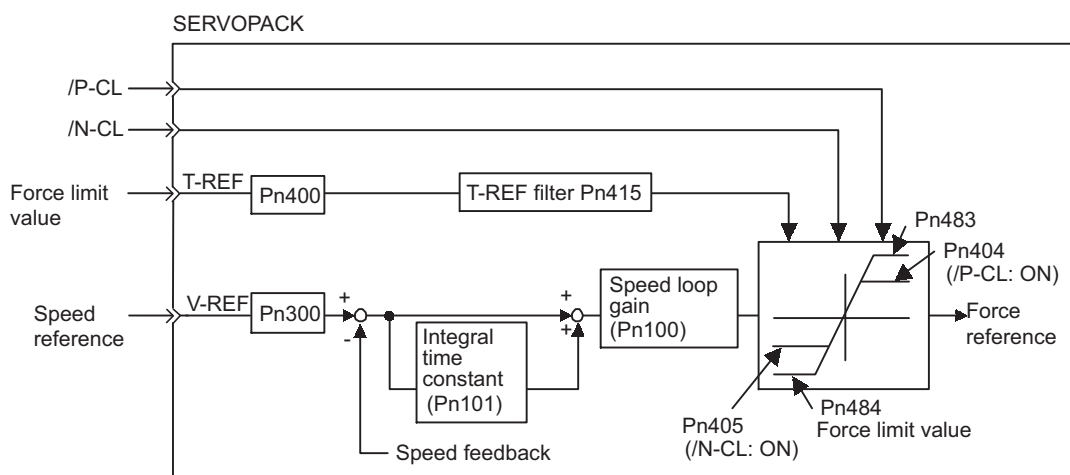 SERVOPACK
/P-CL
/N-CL
Force limit
value
T-REF
Pn400
T-REF filter Pn415
Pn483
Pn404
(/P-CL: ON)
Speed
reference
V-REF
Pn300
+
-
Integral
time
constant
(Pn101)
+
+
Speed loop
gain
(Pn100)
Force
reference
Pn484
Force limit value
Pn405
(/N-CL: ON)
Speed feedback